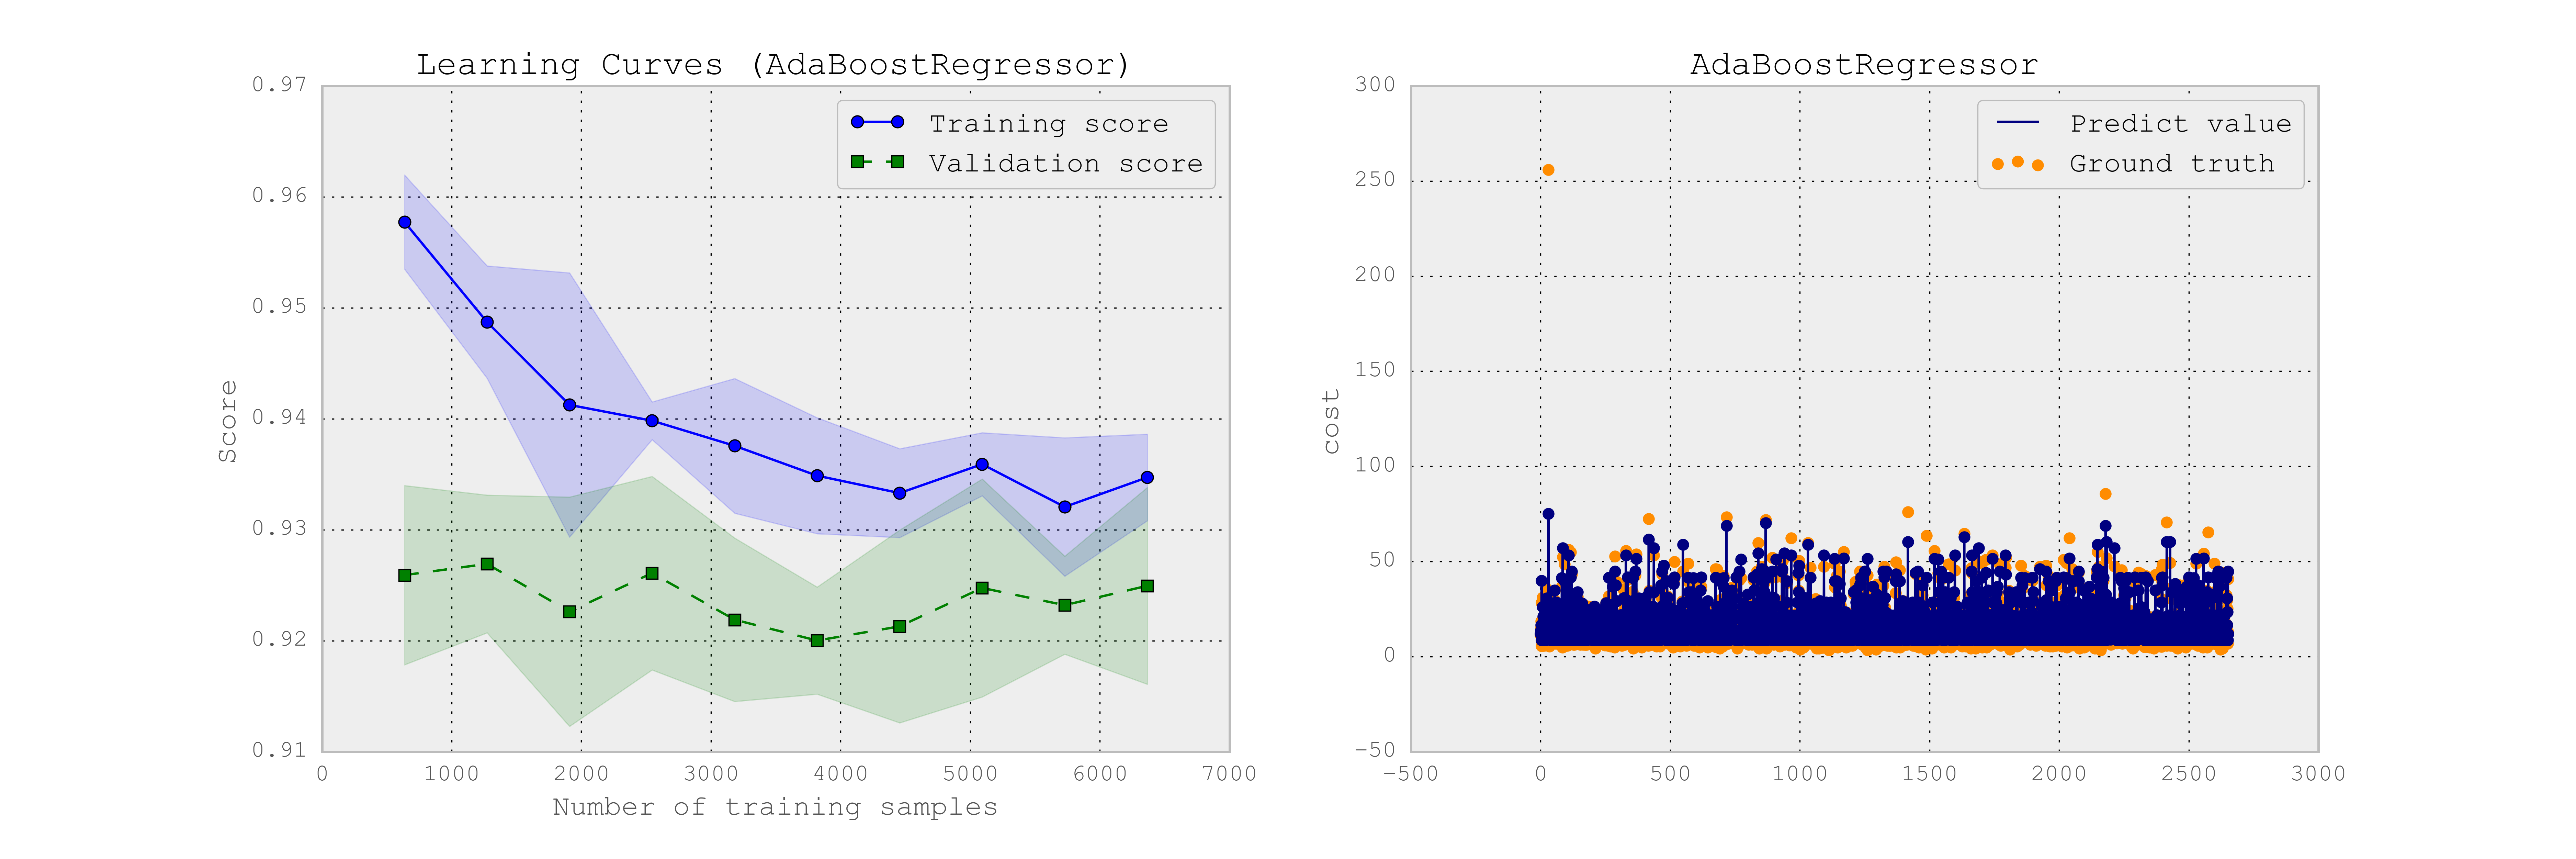 Learning Curves (AdaBoostRegressor)
0.97
0.96
0.95
0.94
0.93
0.92
0.91
Score
Training score
Validation score
0 1000 2000 3000 4000 5000 6000 7000
Number of training samples
AdaBoostRegressor
300
250
200
150
100
50
0
−50
cost
Predict value
Ground truth
−500 0 500 1000 1500 2000 2500 3000